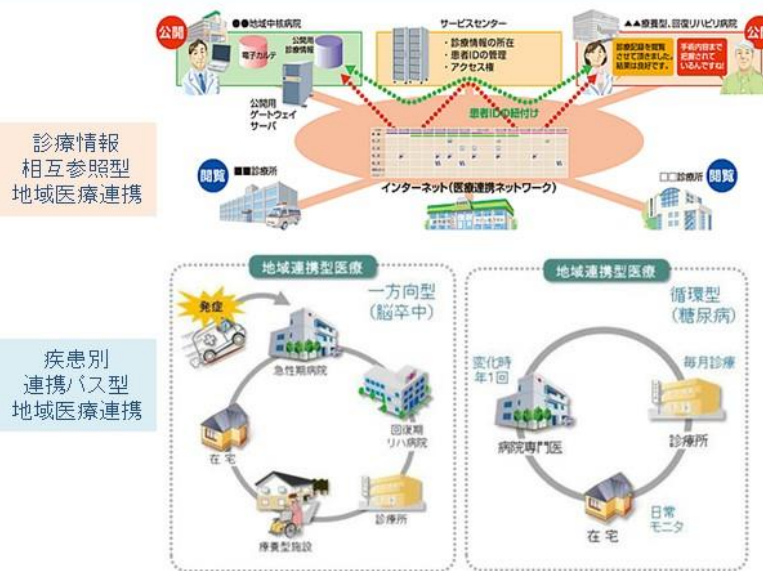 ●●地域中核病院
サービスセンター
▲▲療養型、回復リハビリ病院
公開
公開
電子カルテ
公開用
診療情報
・診療情報の所在
・患者IDの管理
・アクセス権
診療記録を閲覧
させて頂きました。
結果は良好です。
手術内容まで
把握されて
いるんですね!
公開用
ゲートウェイ
サーバ
患者IDの紐付け
診療情報
相互参照型
地域医療連携
閲覧
■■診療所
インターネット(医療連携ネットワーク)
□□診療所
閲覧
疾患別
連携パス型
地域医療連携
地域連携型医療
一方向型
(脳卒中)
発症
急性期病院
回復期
リハ病院
診療所
療養型施設
在宅
地域連携型医療
循環型
(糖尿病)
変化時
年1回
毎月診療
病院専門医
診療所
在宅
日常
モニタ